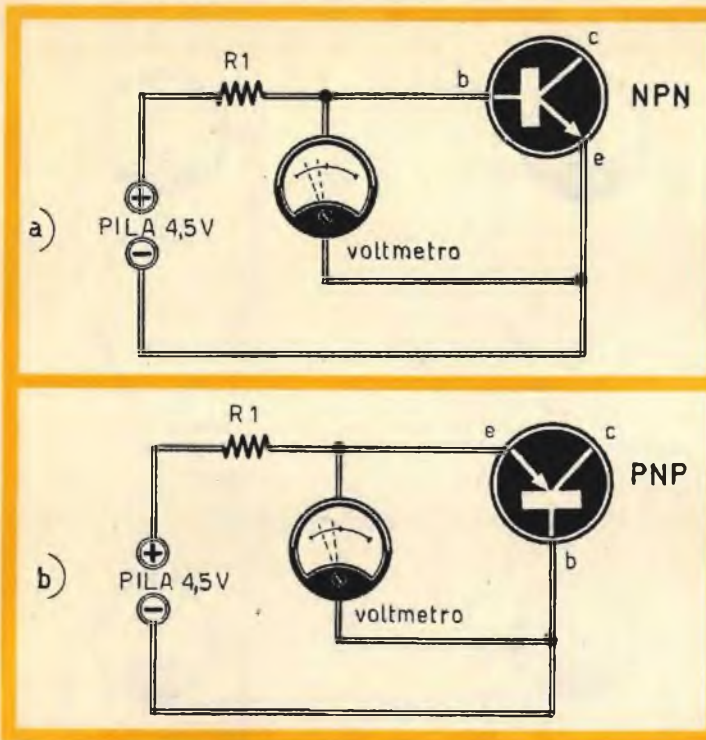 R1
c
b
NPN
e
+
a)
PILA 4,5V
−
voltmetro
R1
e
c
PNP
+
b)
PILA 4,5V
−
b
voltmetro